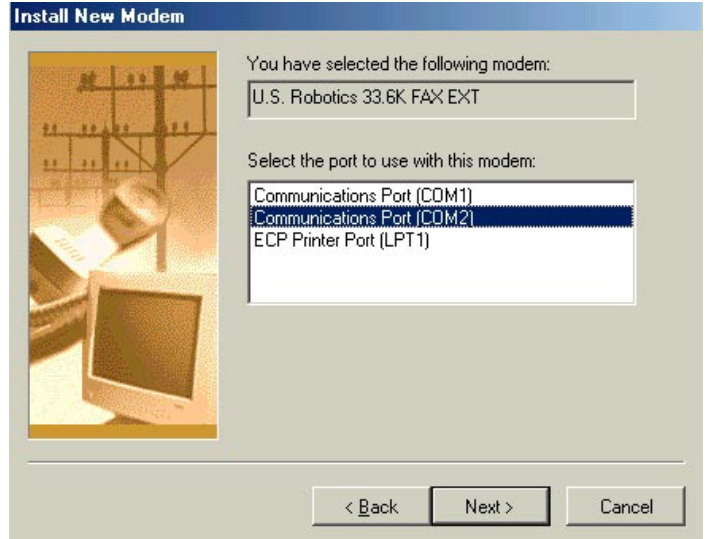 Install New Modem
You have selected the following modem:
U.S. Robotics 33.6K FAX EXT
Select the port to use with this modem:
Communications Port (COM1)
Communications Port (COM2)
ECP Printer Port (LPT1)
< Back
Next >
Cancel